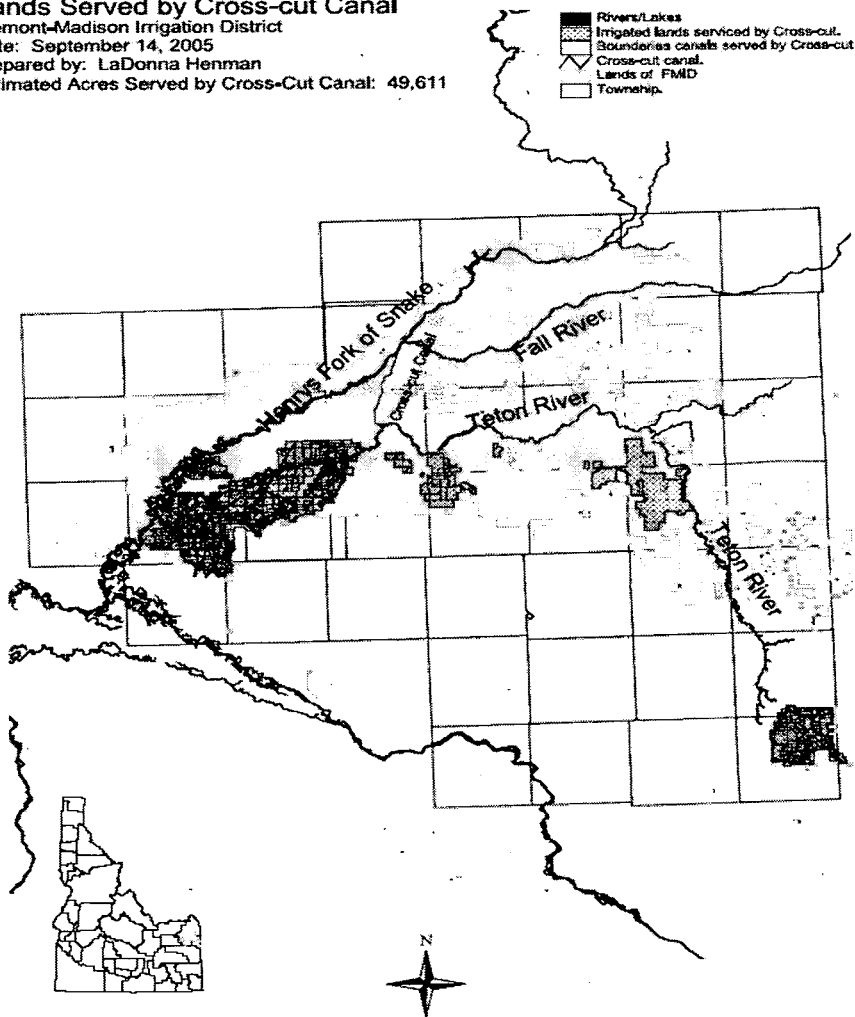 ands Served by Cross-cut Canal
emont-Madison Irrigation District
te: September 14, 2005
epared by: LaDonna Henman
timated Acres Served by Cross-Cut Canal: 49,611
Rivers/Lakes
Irrigated lands serviced by Cross-cut.
Boundaries canals served by Cross-cut
Cross-cut canal.
Lands of FMID
Township.
Henrys Fork of Snake
Fall River
Cross-cut Canal
Teton River
Teton River
N